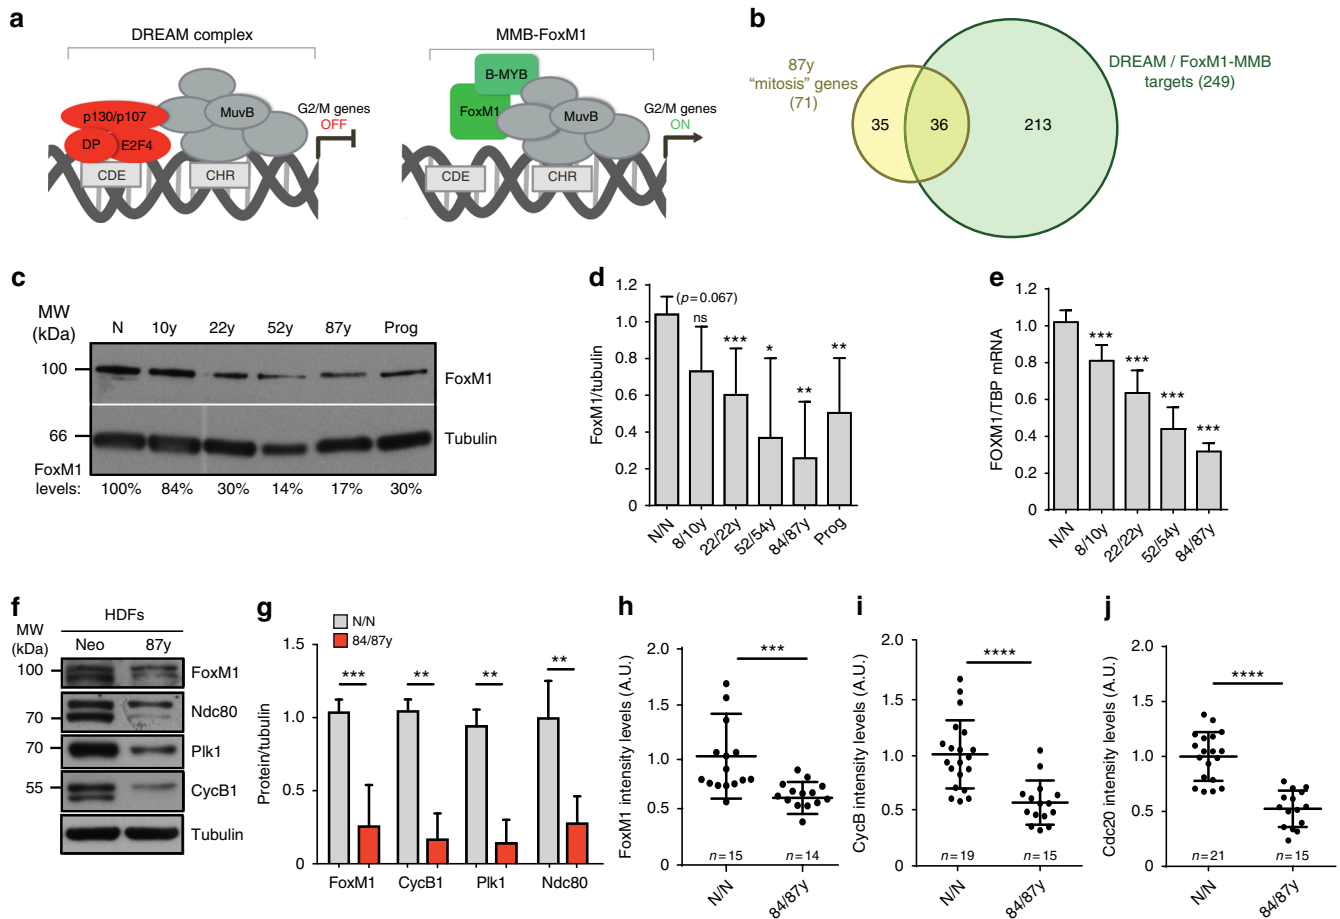 a
DREAM complex
p130/p107
DP
E2F4
MuvB
CDE
CHR
G2/M genes
OFF
MMB-FoxM1
B-MYB
FoxM1
MuvB
CDE
CHR
G2/M genes
ON
b
87y
“mitosis” genes
(71)
35
36
213
DREAM / FoxM1-MMB
targets (249)
c
MW
(kDa)
N 10y 22y 52y 87y Prog
100
FoxM1
66
Tubulin
FoxM1
levels:
100% 84% 30% 14% 17% 30%
d
FoxM1/tubulin
1.2
1.0
0.8
0.6
0.4
0.2
0
(p = 0.067)
ns
***
*
**
**
N/N
8/10y
22/22y
52/54y
84/87y
Prog
e
FOXM1/TBP mRNA
1.2
1.0
0.8
0.6
0.4
0.2
0
***
***
***
***
N/N
8/10y
22/22y
52/54y
84/87y
f
HDFs
MW
(kDa)
Neo 87y
100
FoxM1
70
Ndc80
70
Plk1
55
CycB1
Tubulin
g
N/N
84/87y
Protein/tubulin
1.5
1.0
0.5
0
***
**
**
**
FoxM1
CycB1
Plk1
Ndc80
h
FoxM1 intensity levels (A.U.)
2.0
1.5
1.0
0.5
0
***
n = 15
n = 14
N/N
84/87y
i
CycB intensity levels (A.U.)
2.0
1.5
1.0
0.5
0
****
n = 19
n = 15
N/N
84/87y
j
Cdc20 intensity levels (A.U.)
2.0
1.5
1.0
0.5
0
****
n = 21
n = 15
N/N
84/87y